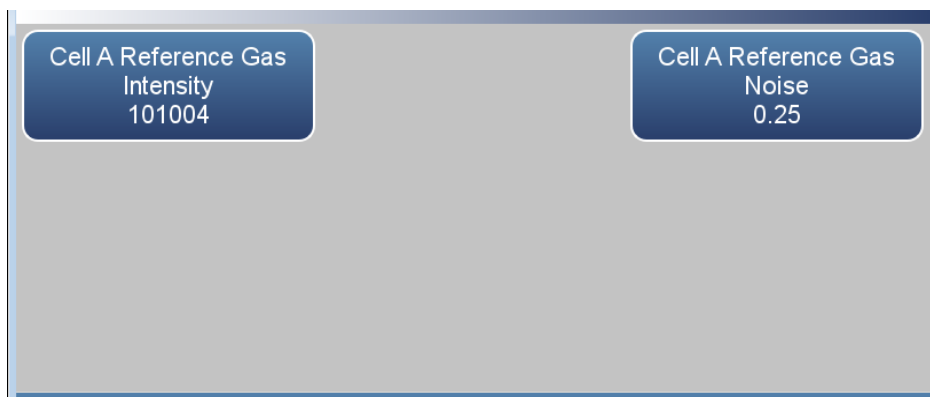 Cell A Reference Gas
Intensity
101004
Cell A Reference Gas
Noise
0.25